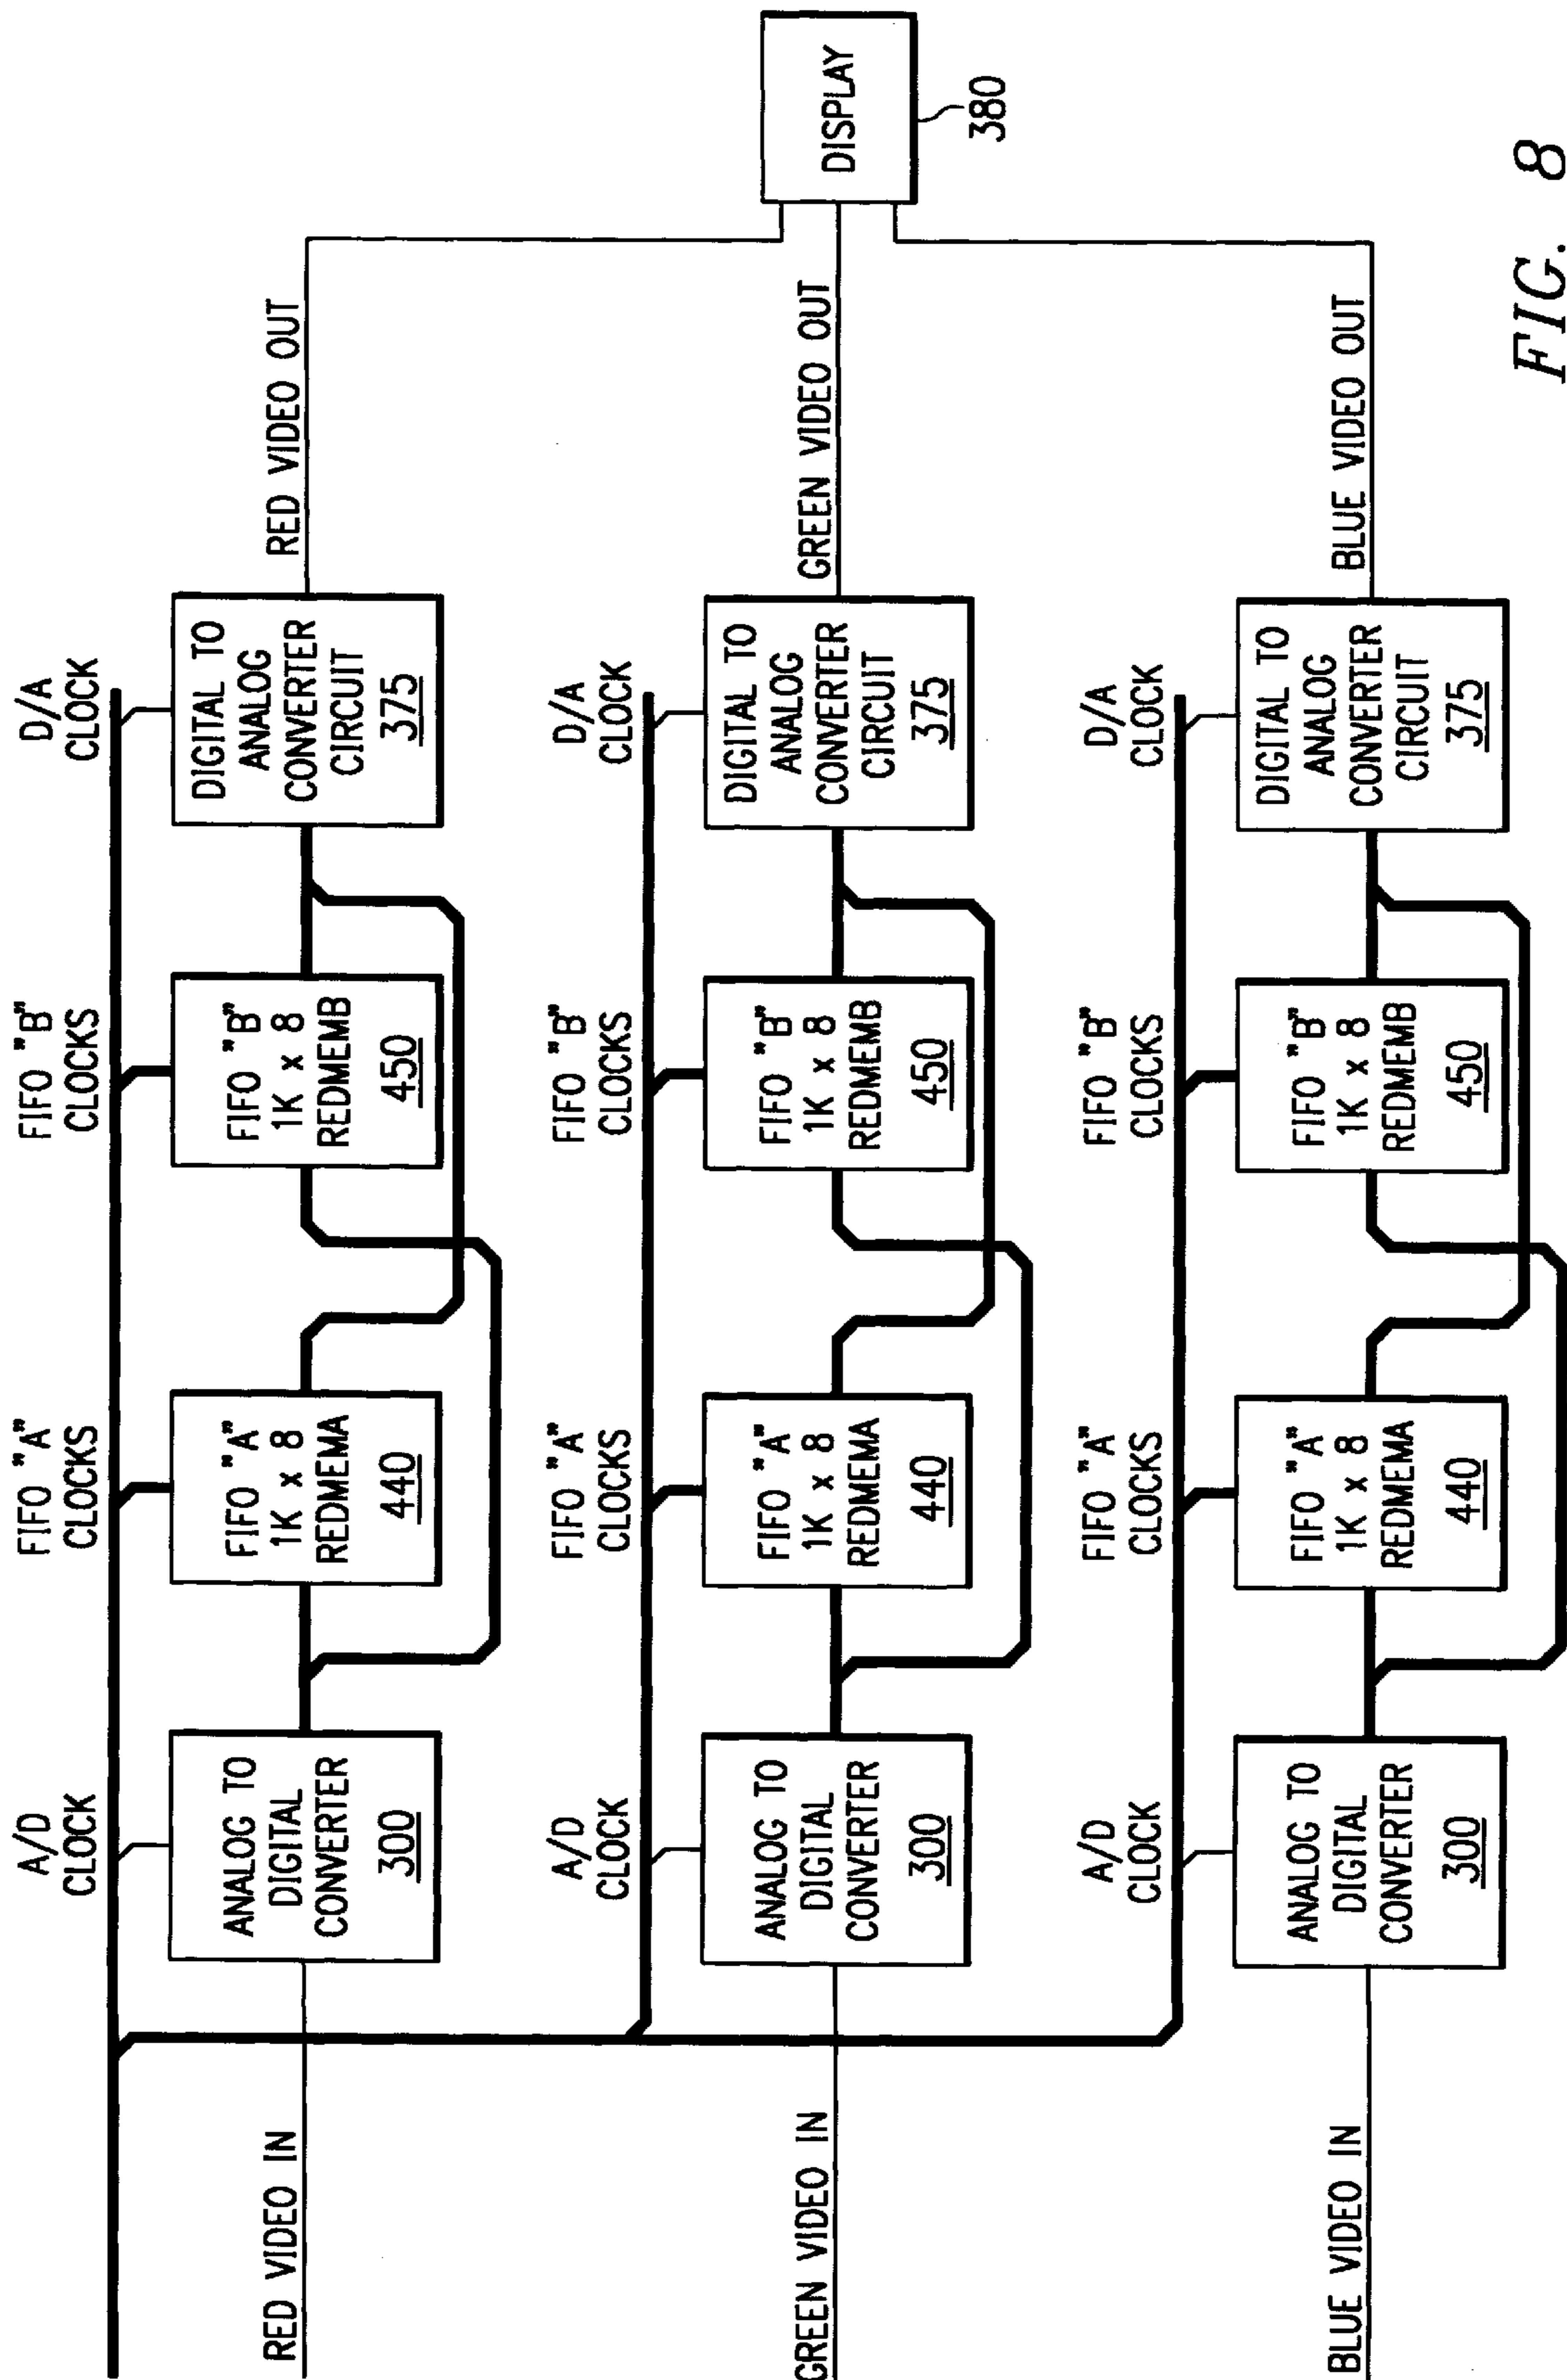 A/D
CLOCK
FIFO "A"
CLOCKS
FIFO "B"
CLOCKS
D/A
CLOCK
RED VIDEO IN
ANALOG TO
DIGITAL
CONVERTER
300
FIFO "A"
1K x 8
REDMEMA
440
FIFO "B"
1K x 8
REDMEMB
450
DIGITAL TO
ANALOG
CONVERTER
CIRCUIT
375
RED VIDEO OUT
A/D
CLOCK
FIFO "A"
CLOCKS
FIFO "B"
CLOCKS
D/A
CLOCK
GREEN VIDEO IN
ANALOG TO
DIGITAL
CONVERTER
300
FIFO "A"
1K x 8
REDMEMA
440
FIFO "B"
1K x 8
REDMEMB
450
DIGITAL TO
ANALOG
CONVERTER
CIRCUIT
375
GREEN VIDEO OUT
DISPLAY
380
A/D
CLOCK
FIFO "A"
CLOCKS
FIFO "B"
CLOCKS
D/A
CLOCK
BLUE VIDEO IN
ANALOG TO
DIGITAL
CONVERTER
300
FIFO "A"
1K x 8
REDMEMA
440
FIFO "B"
1K x 8
REDMEMB
450
DIGITAL TO
ANALOG
CONVERTER
CIRCUIT
375
BLUE VIDEO OUT
FIG. 8